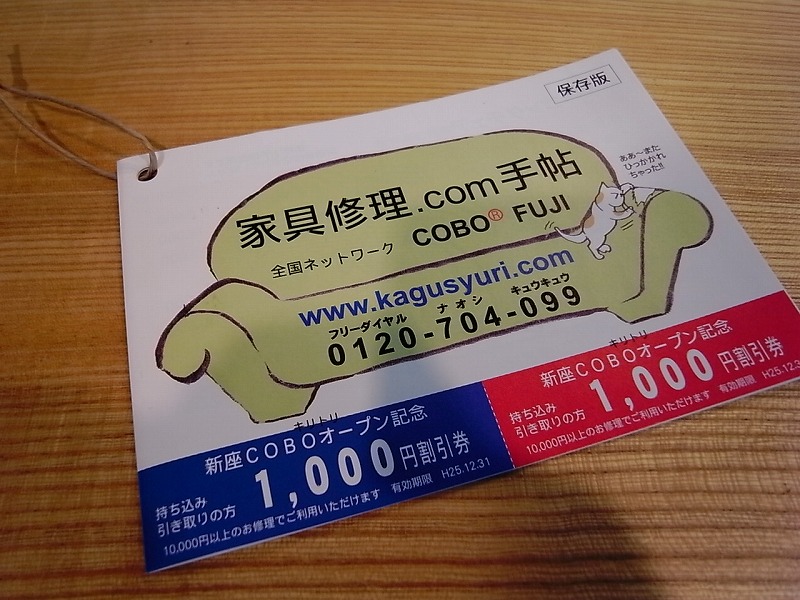 保存版
ああ～また
ひっかかれ
ちゃった!!
家具修理.com手帖
全国ネットワーク COBO® FUJI
www.kagusyuri.com
フリーダイヤル ナオシ キュウキュウ
0120-704-099
キリトリ
新座COBOオープン記念
持ち込み
引き取りの方
1,000円割引券
10,000円以上のお修理でご利用いただけます 有効期限 H25.12.31
キリトリ
新座COBOオープン記念
持ち込み
引き取りの方
1,000円割引券
10,000円以上のお修理でご利用いただけます 有効期限 H25.12.3